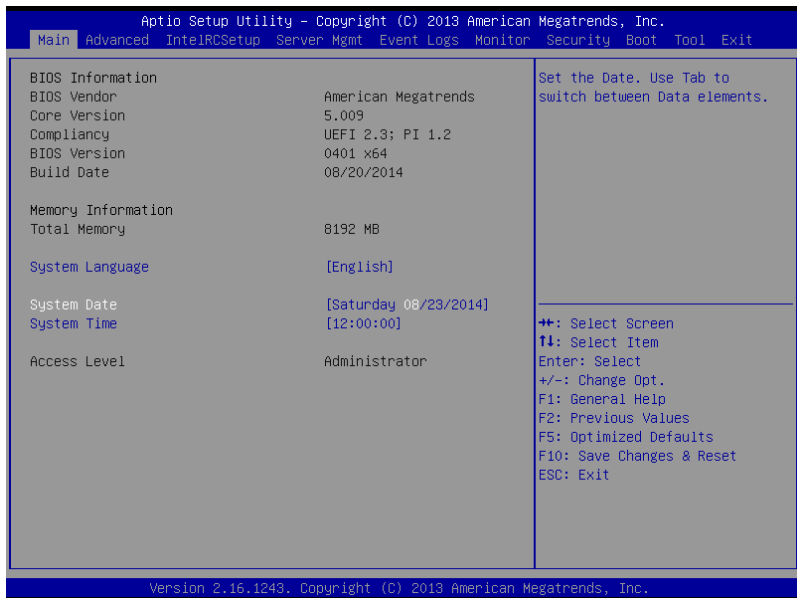 Aptio Setup Utility – Copyright (C) 2013 American Megatrends, Inc.
Main Advanced IntelRCSetup Server Mgmt Event Logs Monitor Security Boot Tool Exit
BIOS Information
BIOS Vendor American Megatrends
Core Version 5.009
Compliancy UEFI 2.3; PI 1.2
BIOS Version 0401 x64
Build Date 08/20/2014
Memory Information
Total Memory 8192 MB
System Language [English]
System Date [Saturday 08/23/2014]
System Time [12:00:00]
Access Level Administrator
Set the Date. Use Tab to
switch between Data elements.
→←: Select Screen
↑↓: Select Item
Enter: Select
+/-: Change Opt.
F1: General Help
F2: Previous Values
F5: Optimized Defaults
F10: Save Changes & Reset
ESC: Exit
Version 2.16.1243. Copyright (C) 2013 American Megatrends, Inc.